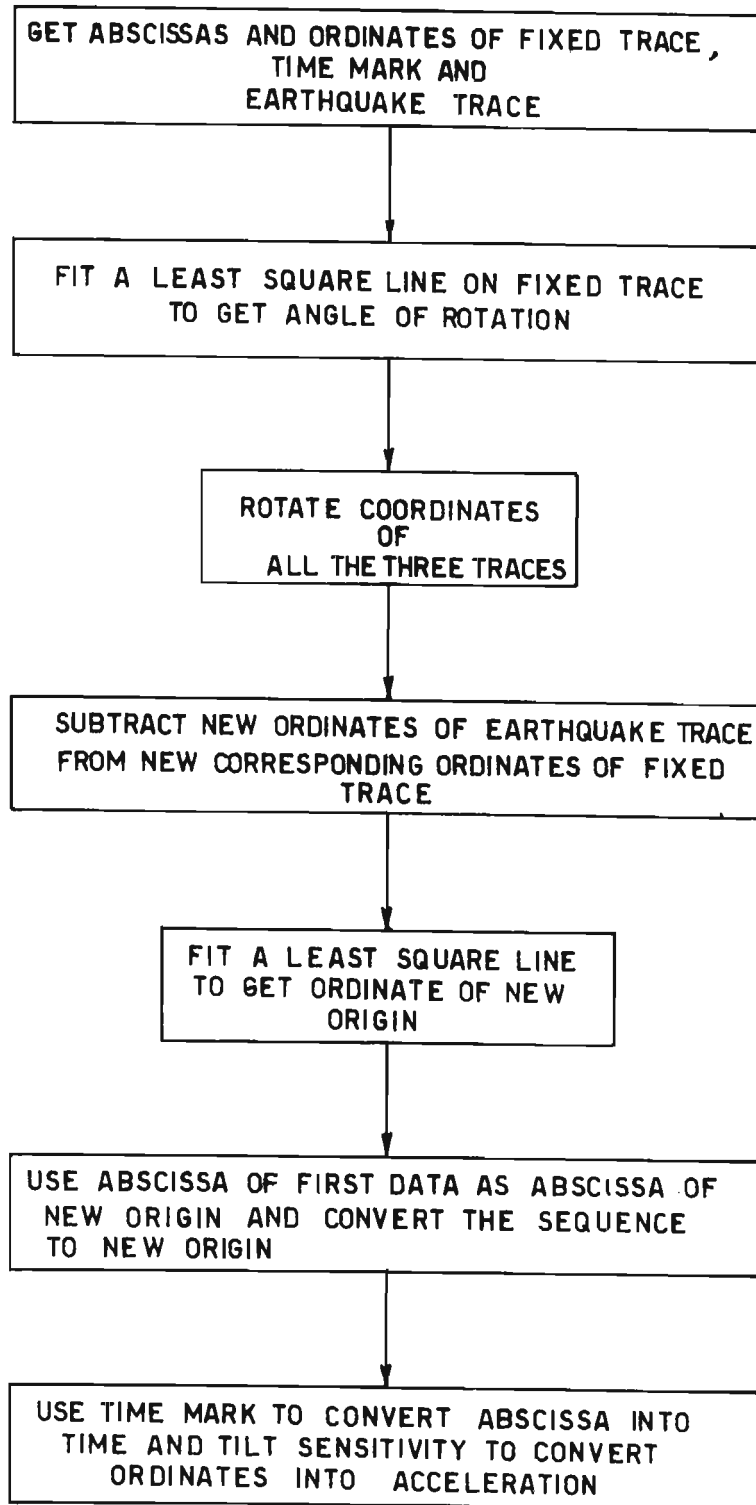 GET ABSCISSAS AND ORDINATES OF FIXED TRACE,
TIME MARK AND
EARTHQUAKE TRACE
FIT A LEAST SQUARE LINE ON FIXED TRACE
TO GET ANGLE OF ROTATION
ROTATE COORDINATES
OF
ALL THE THREE TRACES
SUBTRACT NEW ORDINATES OF EARTHQUAKE TRACE
FROM NEW CORRESPONDING ORDINATES OF FIXED
TRACE
FIT A LEAST SQUARE LINE
TO GET ORDINATE OF NEW
ORIGIN
USE ABSCISSA OF FIRST DATA AS ABSCISSA OF
NEW ORIGIN AND CONVERT THE SEQUENCE
TO NEW ORIGIN
USE TIME MARK TO CONVERT ABSCISSA INTO
TIME AND TILT SENSITIVITY TO CONVERT
ORDINATES INTO ACCELERATION